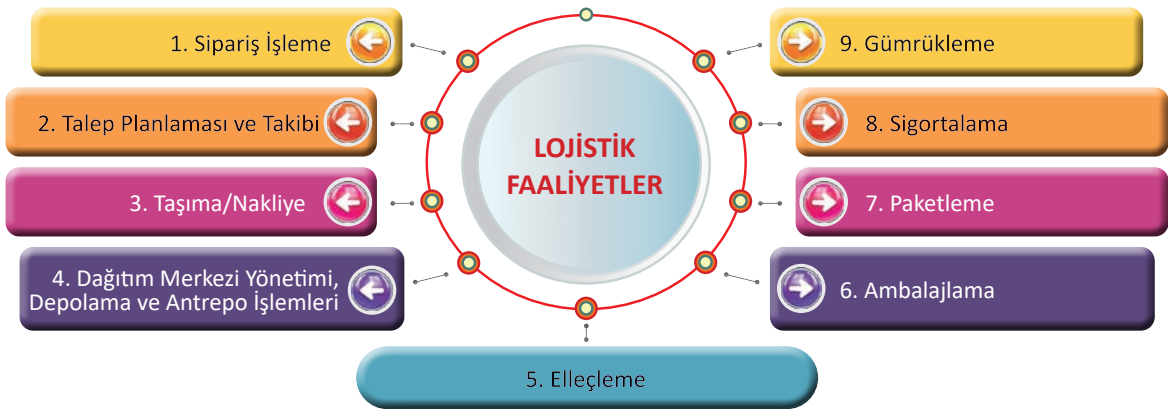 LOJİSTİK
FAALİYETLER
1. Sipariş İşleme
2. Talep Planlaması ve Takibi
3. Taşıma/Nakliye
4. Dağıtım Merkezi Yönetimi,
Depolama ve Antrepo İşlemleri
5. Elleçleme
6. Ambalajlama
7. Paketleme
8. Sigortalama
9. Gümrükleme